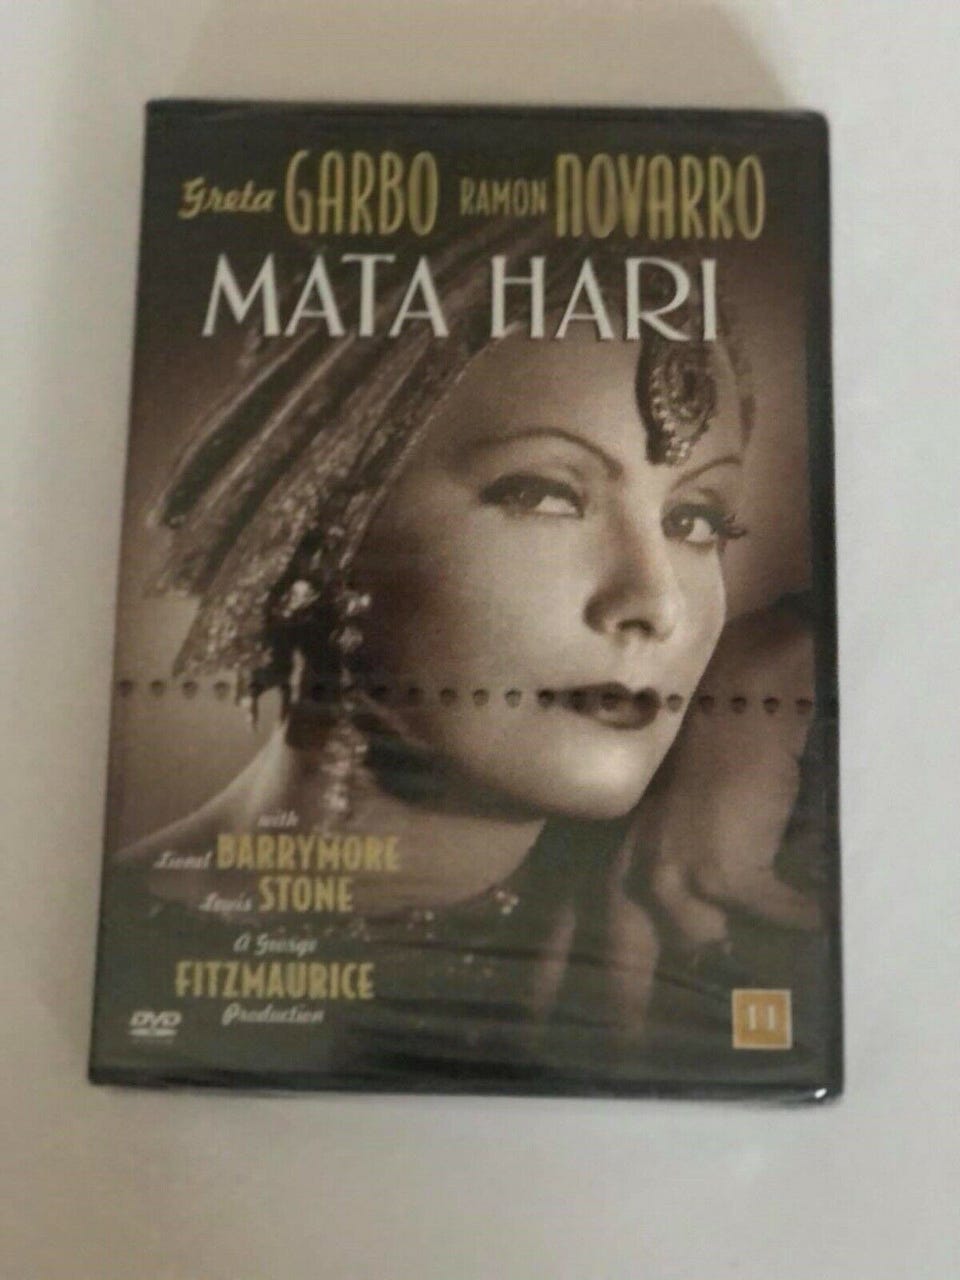 Greta GARBO RAMON NOVARRO
MATA HARI
with
Lionel BARRYMORE
Lewis STONE
A George
FITZMAURICE
Production
DVD
11